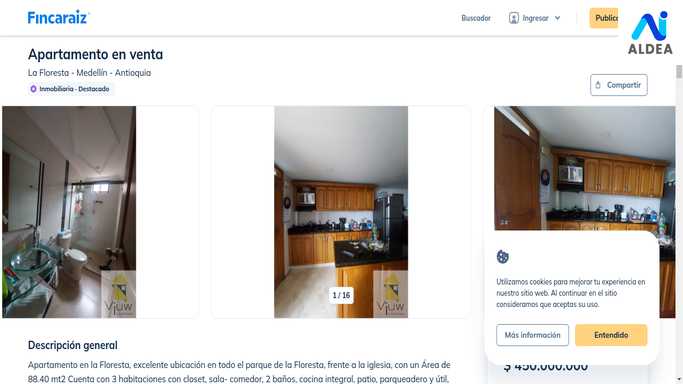 Fincaraiz
Buscador
Ingresar
Publica
ALDEA
Apartamento en venta
La Floresta - Medellín - Antioquia
Inmobiliaria - Destacado
Compartir
1 / 16
Vjuw
Vjuw
Utilizamos cookies para mejorar tu experiencia en
nuestro sitio web. Al continuar en el sitio
consideramos que aceptas su uso.
Más información
Entendido
Descripción general
Apartamento en la Floresta, excelente ubicación en todo el parque de la Floresta, frente a la iglesia, con un Área de
88.40 mt2 Cuenta con 3 habitaciones con closet, sala- comedor, 2 baños, cocina integral, patio, parqueadero y útil,
$ 450.000.000